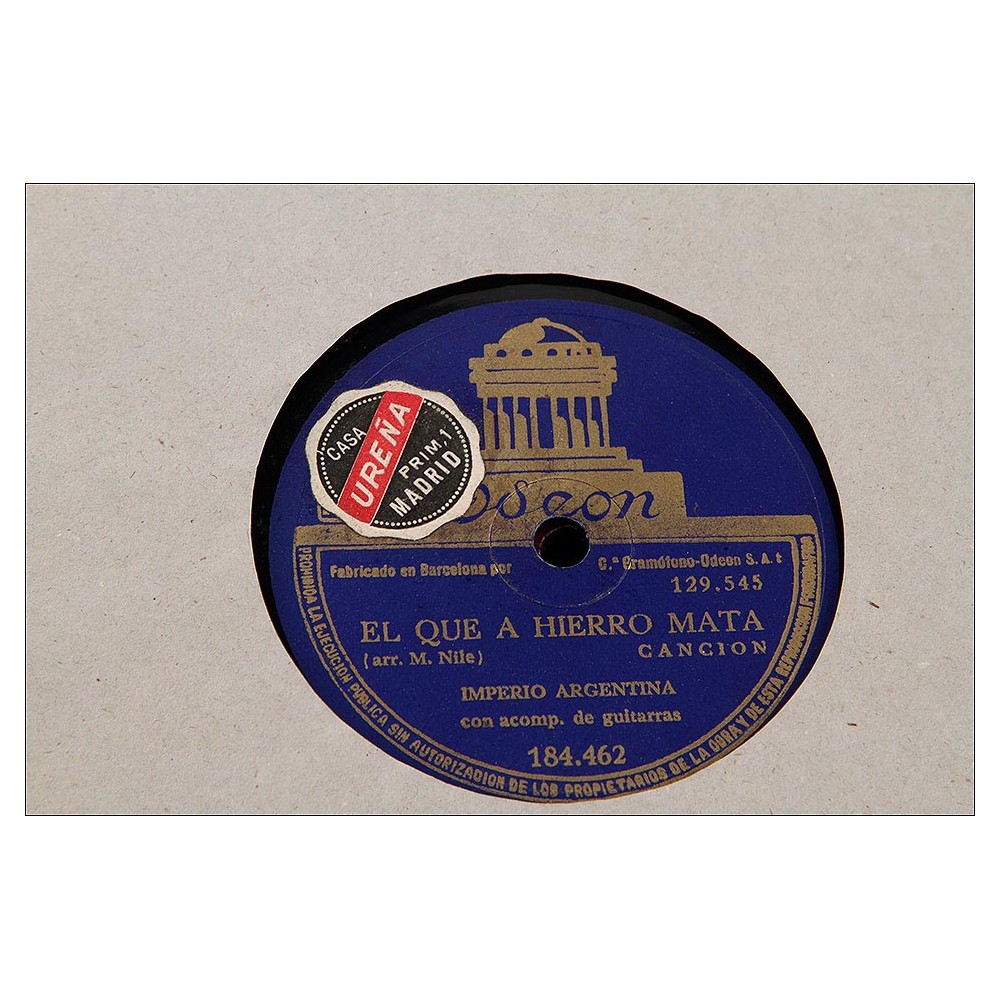 CASA
UREÑA
PRIM, 1
MADRID
Odeon
Fabricado en Barcelona por C.ª Gramófono-Odeon S. A. E
129.545
EL QUE A HIERRO MATA
(arr. M. Nile) CANCION
IMPERIO ARGENTINA
con acomp. de guitarras
184.462
PROHIBIDA LA EJECUCION PUBLICA SIN AUTORIZACION DE LOS PROPIETARIOS DE LA OBRA Y DE ESTA REPRODUCCION FONOGRAFICA